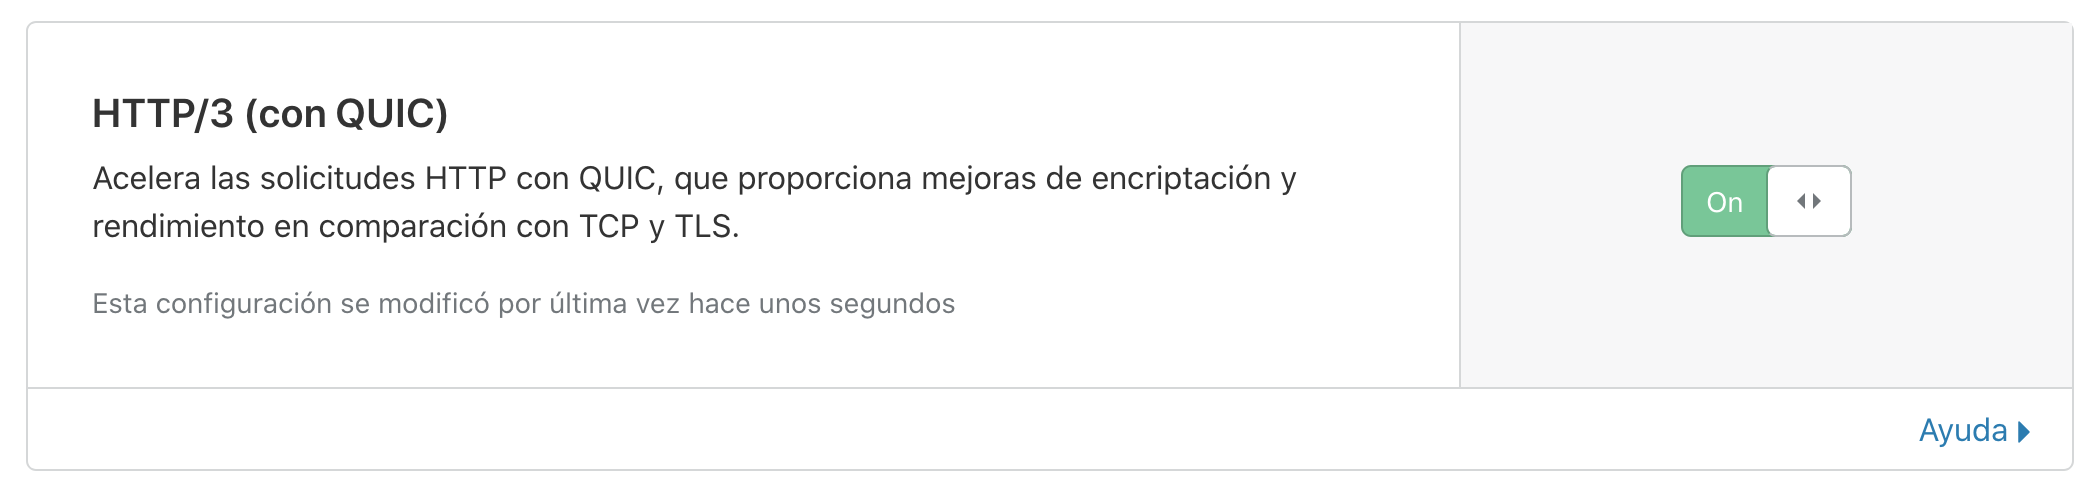 HTTP/3 (con QUIC)
Acelera las solicitudes HTTP con QUIC, que proporciona mejoras de encriptación y
rendimiento en comparación con TCP y TLS.
Esta configuración se modificó por última vez hace unos segundos
On
Ayuda